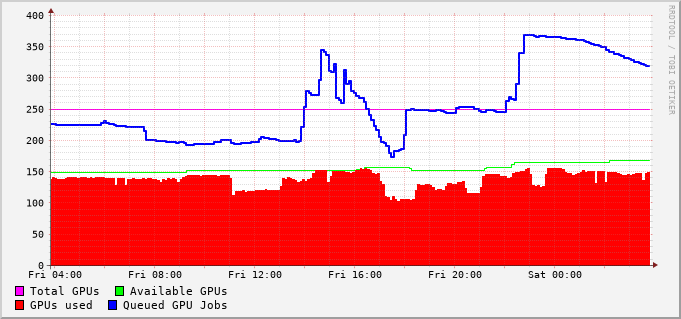 400
350
300
250
200
150
100
50
0
Fri 04:00 Fri 08:00 Fri 12:00 Fri 16:00 Fri 20:00 Sat 00:00
Total GPUs Available GPUs
GPUs used Queued GPU Jobs
RRDTOOL / TOBI OETIKER